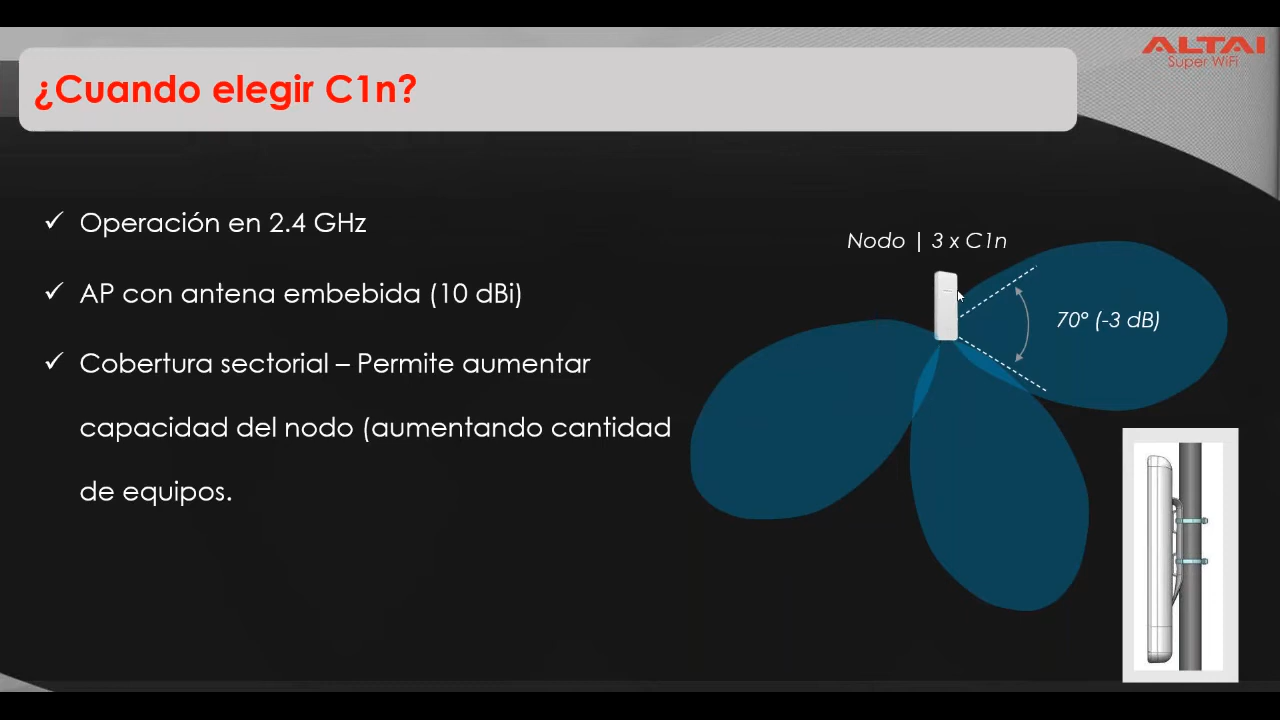 ALTAI
Super WiFi
¿Cuando elegir C1n?
✓ Operación en 2.4 GHz
✓ AP con antena embebida (10 dBi)
✓ Cobertura sectorial – Permite aumentar
capacidad del nodo (aumentando cantidad
de equipos.
Nodo | 3 x C1n
70° (-3 dB)